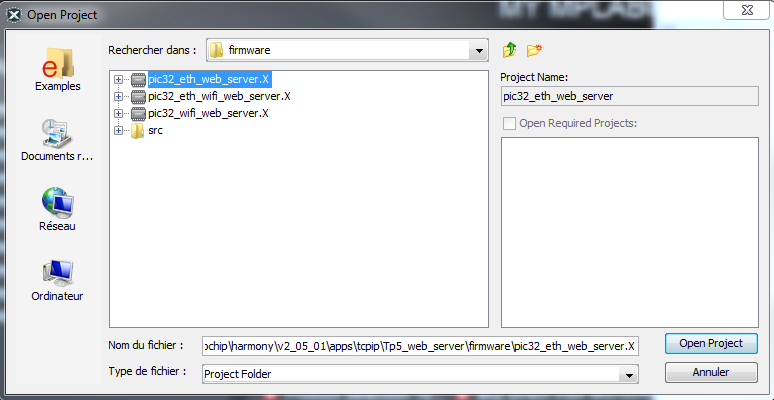 MY MPLAB
Open Project
Rechercher dans :
firmware
Examples
Documents r...
Réseau
Ordinateur
pic32_eth_web_server.X
pic32_eth_wifi_web_server.X
pic32_wifi_web_server.X
src
Project Name:
pic32_eth_web_server
Open Required Projects:
Nom du fichier :
ochip\harmony\v2_05_01\apps\tcpip\Tp5_web_server\firmware\pic32_eth_web_server.X
Open Project
Type de fichier :
Project Folder
Annuler